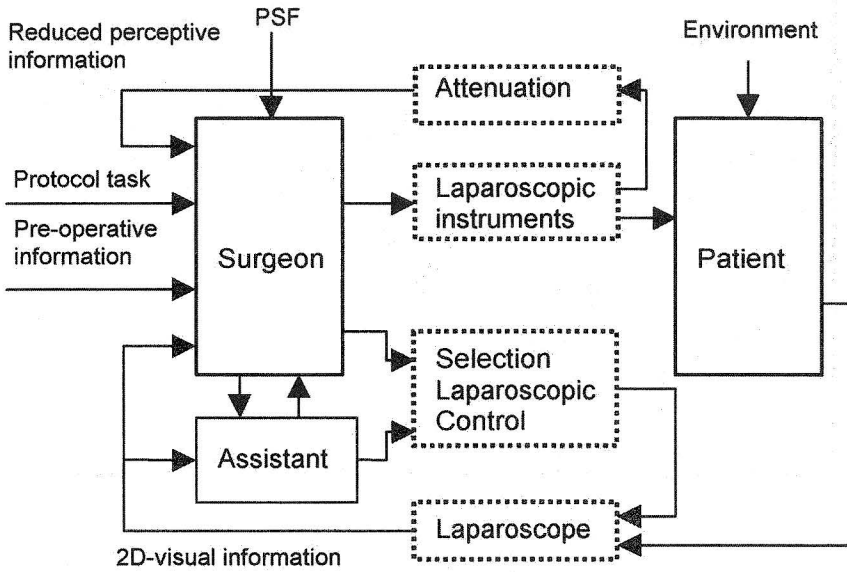 Reduced perceptive
information
PSF
Environment
Attenuation
Protocol task
Laparoscopic
instruments
Pre-operative
information
Surgeon
Patient
Selection
Laparoscopic
Control
Assistant
Laparoscope
2D-visual information